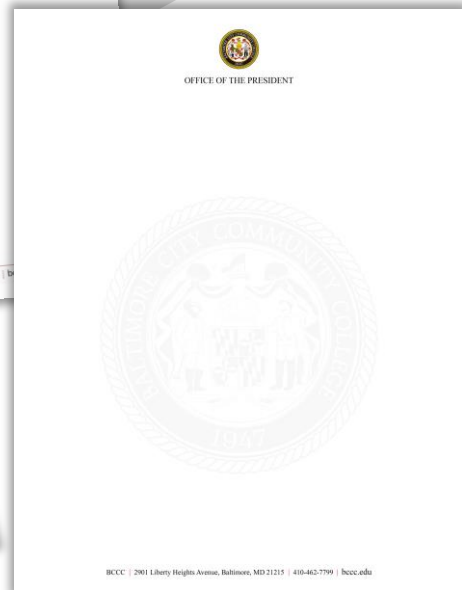 OFFICE OF THE PRESIDENT
BALTIMORE CITY COMMUNITY COLLEGE
1947
BCCC | 2901 Liberty Heights Avenue, Baltimore, MD 21215 | 410-462-7799 | bccc.edu